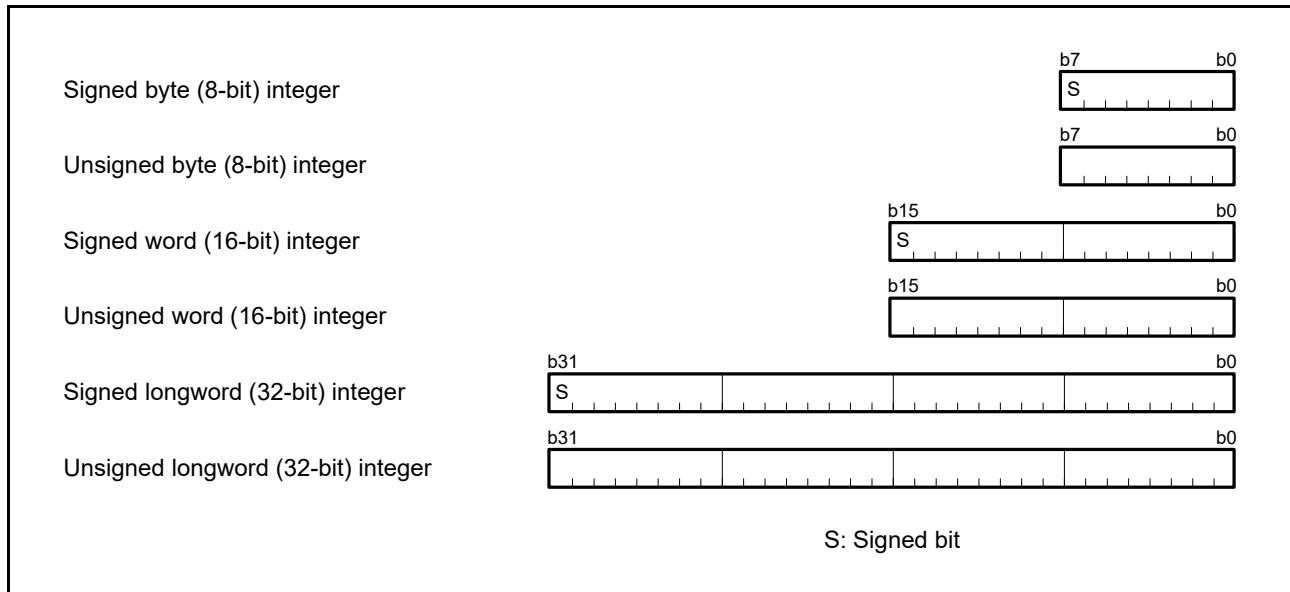 b7 b0
Signed byte (8-bit) integer S
b7 b0
Unsigned byte (8-bit) integer
b15 b0
Signed word (16-bit) integer S
b15 b0
Unsigned word (16-bit) integer
b31 b0
Signed longword (32-bit) integer S
b31 b0
Unsigned longword (32-bit) integer
S: Signed bit